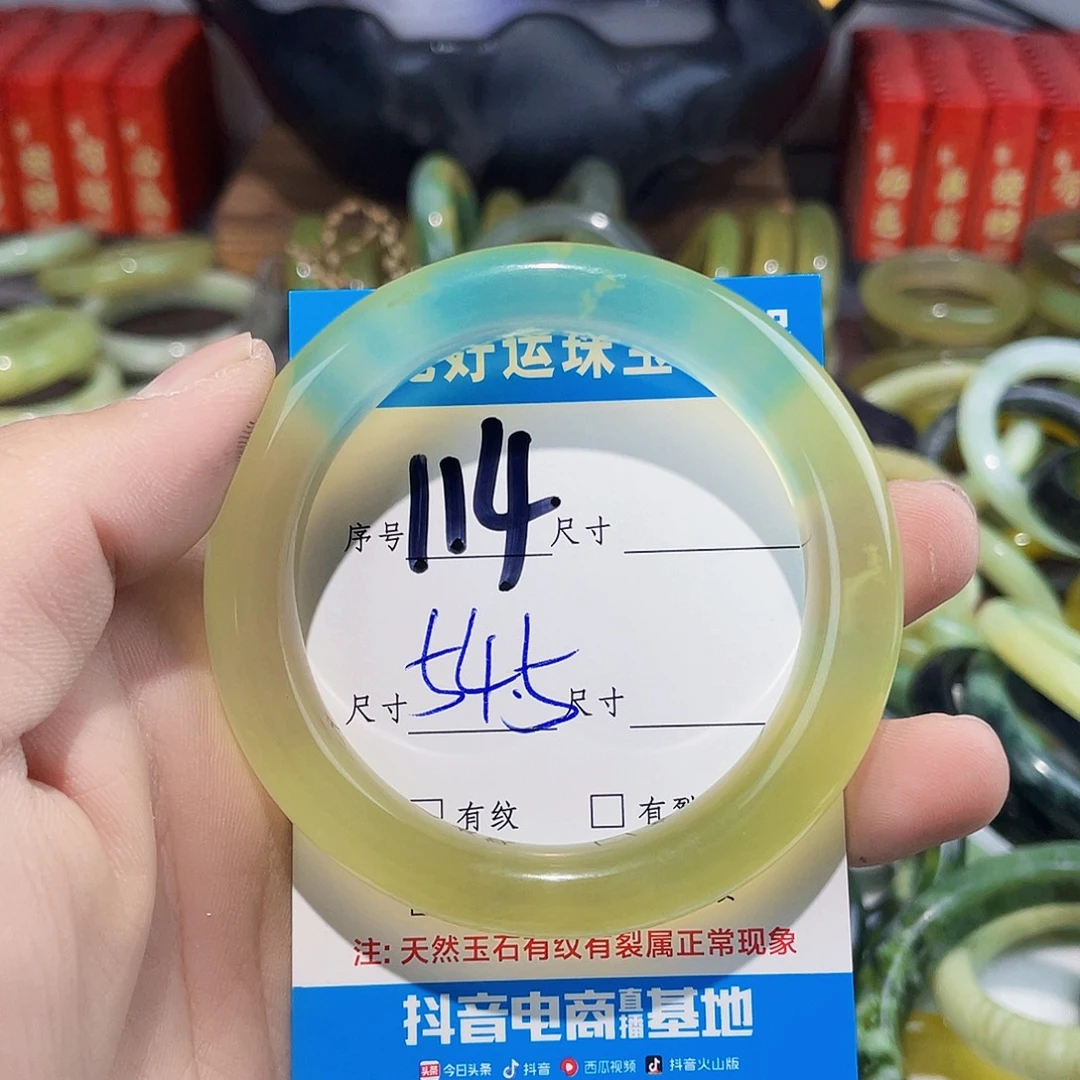 好运珠宝
序号 114 尺寸
尺寸 54.5 尺寸
有纹 有裂
注: 天然玉石有纹有裂属正常现象
抖音电商直播基地
头条 今日头条 抖音 西瓜视频 抖音火山版